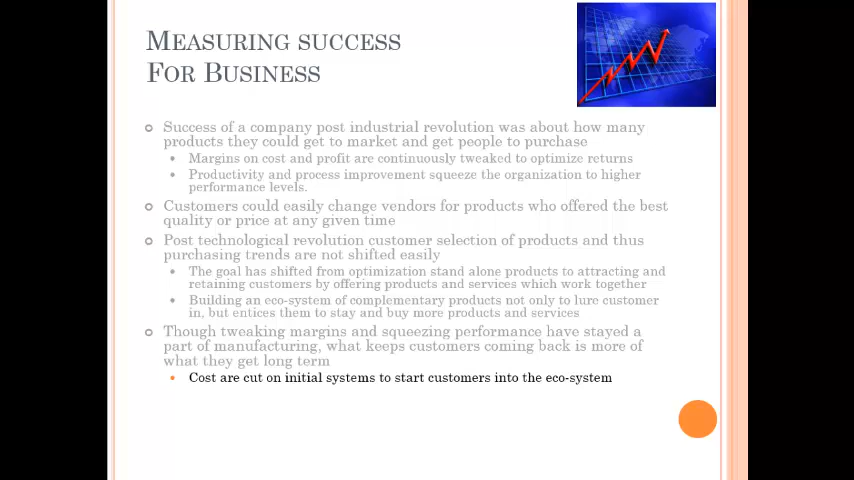 MEASURING SUCCESS
FOR BUSINESS
Success of a company post industrial revolution was about how many
products they could get to market and get people to purchase
Margins on cost and profit are continuously tweaked to optimize returns
Productivity and process improvement squeeze the organization to higher
performance levels.
Customers could easily change vendors for products who offered the best
quality or price at any given time
Post technological revolution customer selection of products and thus
purchasing trends are not shifted easily
The goal has shifted from optimization stand alone products to attracting and
retaining customers by offering products and services which work together
Building an eco-system of complementary products not only to lure customer
in, but entices them to stay and buy more products and services
Though tweaking margins and squeezing performance have stayed a
part of manufacturing, what keeps customers coming back is more of
what they get long term
Cost are cut on initial systems to start customers into the eco-system